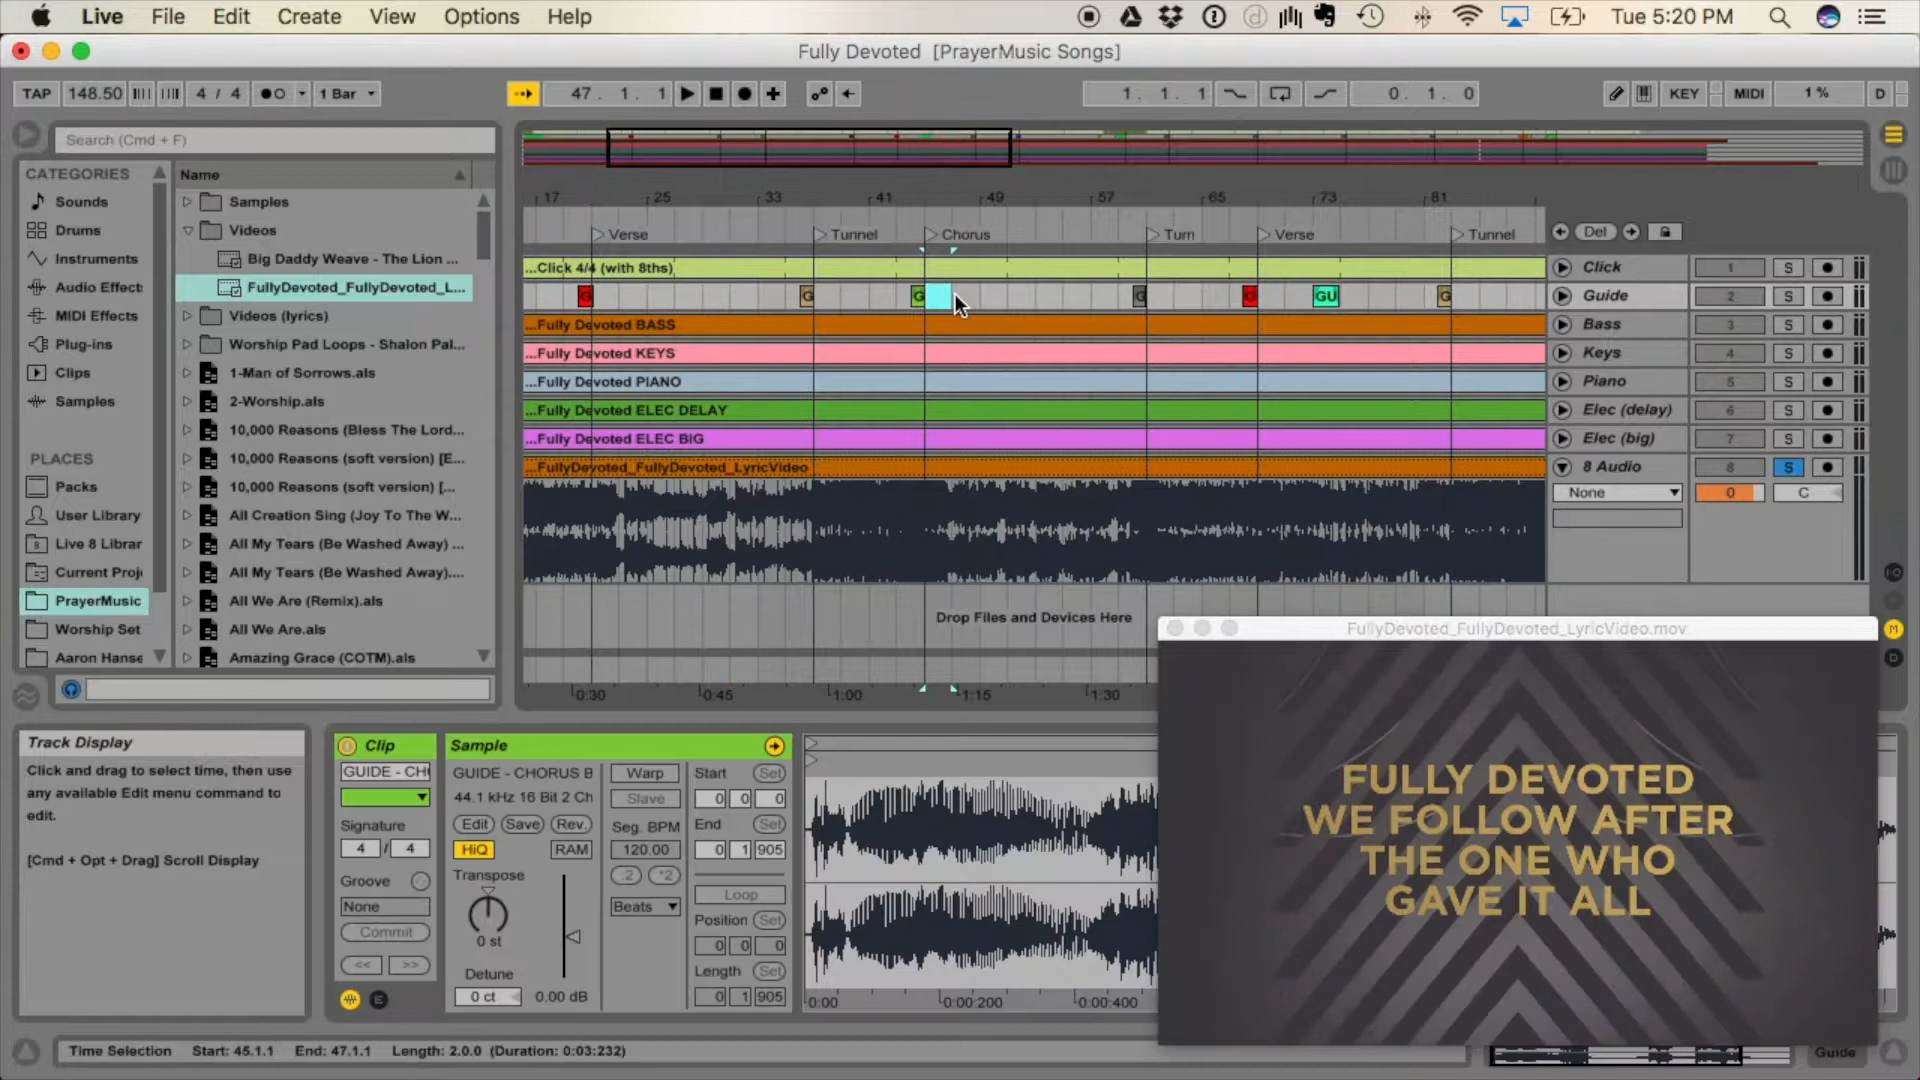 Live File Edit Create View Options Help
Tue 5:20 PM
Fully Devoted [PrayerMusic Songs]
TAP 148.50 4 / 4 1 Bar 47. 1. 1 1. 1. 1 0. 1. 0 KEY MIDI 1 % D
Search (Cmd + F)
CATEGORIES
Sounds
Drums
Instruments
Audio Effect
MIDI Effects
Plug-ins
Clips
Samples
PLACES
Packs
User Library
Live 8 Librar
Current Proj
PrayerMusic
Worship Set
Aaron Hanse
Name
Samples
Videos
Big Daddy Weave - The Lion ...
FullyDevoted_FullyDevoted_L...
Videos (lyrics)
Worship Pad Loops - Shalon Pal...
1-Man of Sorrows.als
2-Worship.als
10,000 Reasons (Bless The Lord...
10,000 Reasons (soft version) [E...
10,000 Reasons (soft version) [...
All Creation Sing (Joy To The W...
All My Tears (Be Washed Away) ...
All My Tears (Be Washed Away)....
All We Are (Remix).als
All We Are.als
Amazing Grace (COTM).als
17 25 33 41 49 57 65 73 81
Verse Tunnel Chorus Turn Verse Tunnel
Del
...Click 4/4 (with 8ths)
G G G G GU G
...Fully Devoted BASS
...Fully Devoted KEYS
...Fully Devoted PIANO
...Fully Devoted ELEC DELAY
...Fully Devoted ELEC BIG
...FullyDevoted_FullyDevoted_LyricVideo
Click 1 S
Guide 2 S
Bass 3 S
Keys 4 S
Piano 5 S
Elec (delay) 6 S
Elec (big) 7 S
8 Audio 8 S
None 0 C
Drop Files and Devices Here
0:30 0:45 1:00 1:15 1:30
FullyDevoted_FullyDevoted_LyricVideo.mov
FULLY DEVOTED
WE FOLLOW AFTER
THE ONE WHO
GAVE IT ALL
Track Display
Click and drag to select time, then use
any available Edit menu command to
edit.
[Cmd + Opt + Drag] Scroll Display
Clip
GUIDE - CH
Signature
4 / 4
Groove
None
Commit
<< >>
E
Sample
GUIDE - CHORUS B
44.1 kHz 16 Bit 2 Ch
Edit Save Rev.
HiQ RAM
Transpose
0 st
Detune
0 ct 0.00 dB
Warp
Slave
Seg. BPM
120.00
:2 *2
Beats
Start Set
0 0 0
End Set
0 1 905
Loop
Position Set
0 0 0
Length Set
0 1 905
0:00 0:00:200 0:00:400
Time Selection Start: 45.1.1 End: 47.1.1 Length: 2.0.0 (Duration: 0:03:232)
Guide